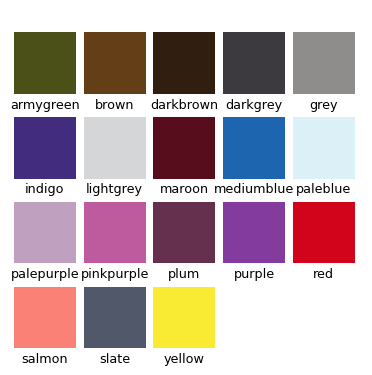 armygreen brown darkbrown darkgrey grey
indigo lightgrey maroon mediumblue paleblue
palepurple pinkpurple plum purple red
salmon slate yellow